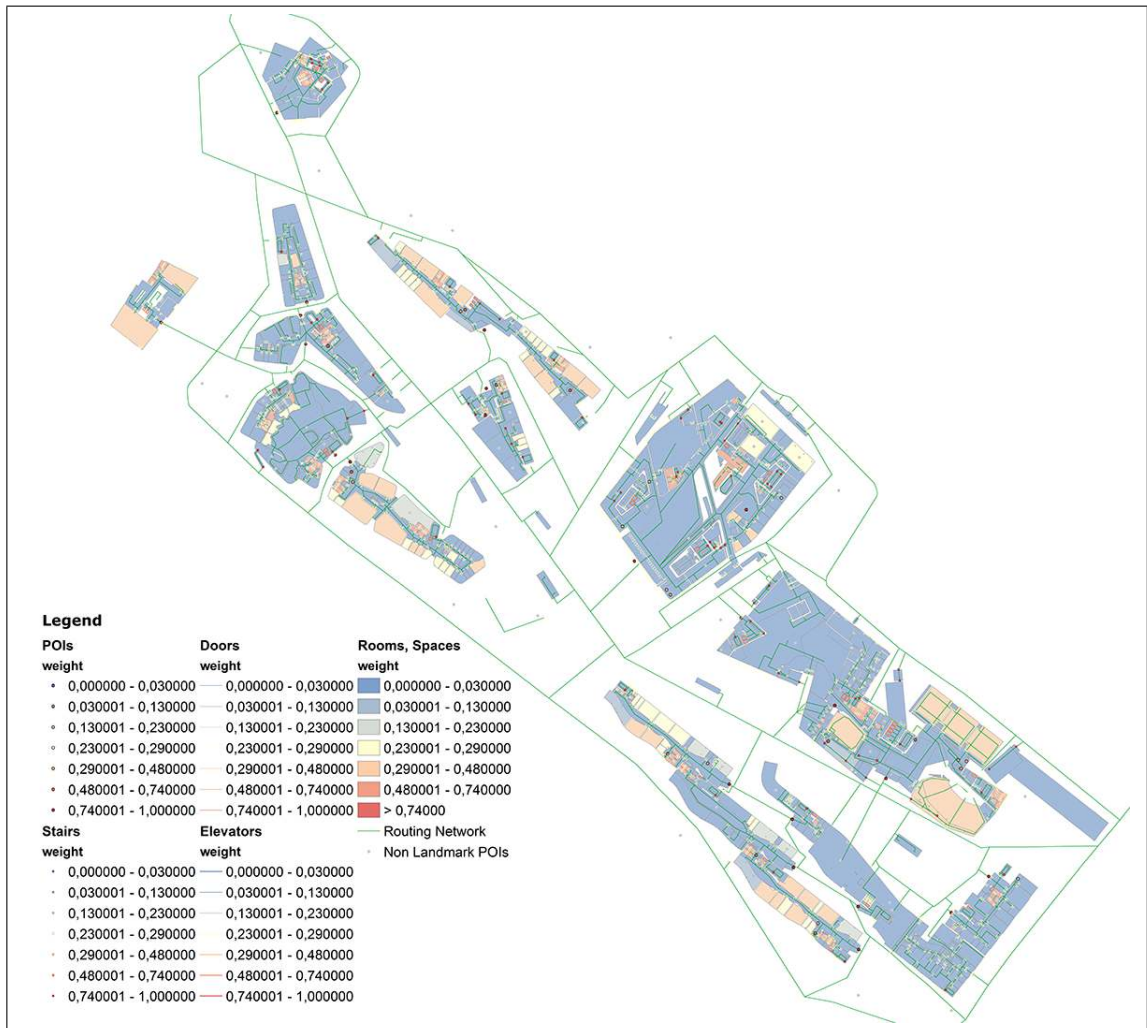 Legend
POIs
weight
0,000000 - 0,030000
0,030001 - 0,130000
0,130001 - 0,230000
0,230001 - 0,290000
0,290001 - 0,480000
0,480001 - 0,740000
0,740001 - 1,000000
Doors
weight
0,000000 - 0,030000
0,030001 - 0,130000
0,130001 - 0,230000
0,230001 - 0,290000
0,290001 - 0,480000
0,480001 - 0,740000
0,740001 - 1,000000
Rooms, Spaces
weight
0,000000 - 0,030000
0,030001 - 0,130000
0,130001 - 0,230000
0,230001 - 0,290000
0,290001 - 0,480000
0,480001 - 0,740000
> 0,74000
Routing Network
Non Landmark POIs
Stairs
weight
0,000000 - 0,030000
0,030001 - 0,130000
0,130001 - 0,230000
0,230001 - 0,290000
0,290001 - 0,480000
0,480001 - 0,740000
0,740001 - 1,000000
Elevators
weight
0,000000 - 0,030000
0,030001 - 0,130000
0,130001 - 0,230000
0,230001 - 0,290000
0,290001 - 0,480000
0,480001 - 0,740000
0,740001 - 1,000000